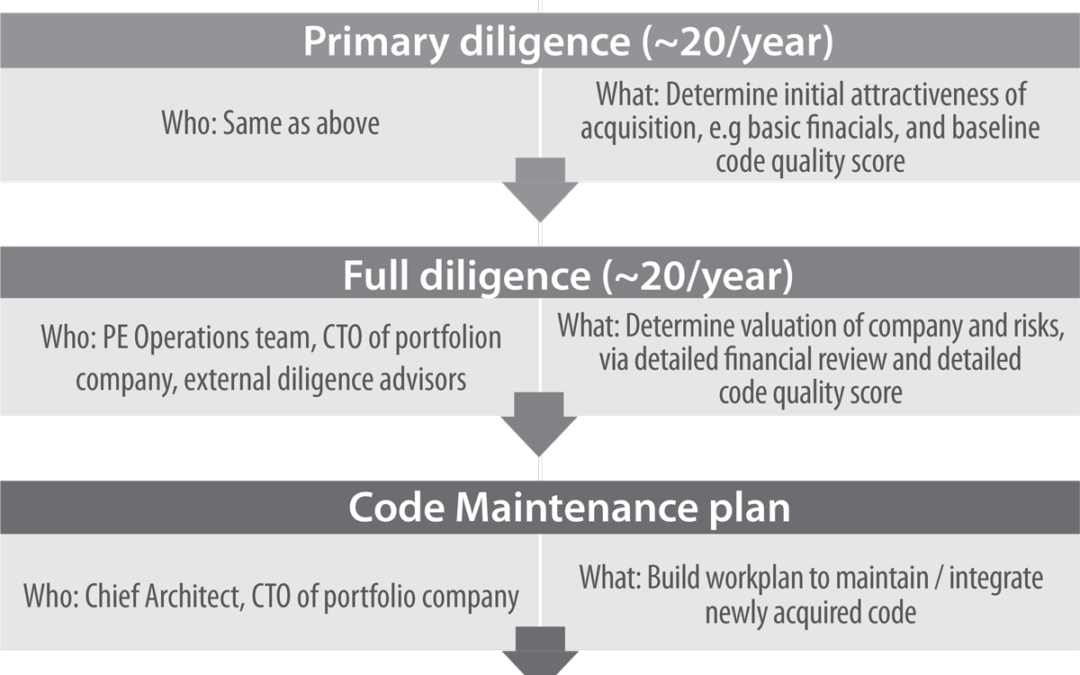 Primary diligence (~20/year)
Who: Same as above
What: Determine initial attractiveness of
acquisition, e.g basic finacials, and baseline
code quality score
Full diligence (~20/year)
Who: PE Operations team, CTO of portfolion
company, external diligence advisors
What: Determine valuation of company and risks,
via detailed financial review and detailed
code quality score
Code Maintenance plan
Who: Chief Architect, CTO of portfolio company
What: Build workplan to maintain / integrate
newly acquired code